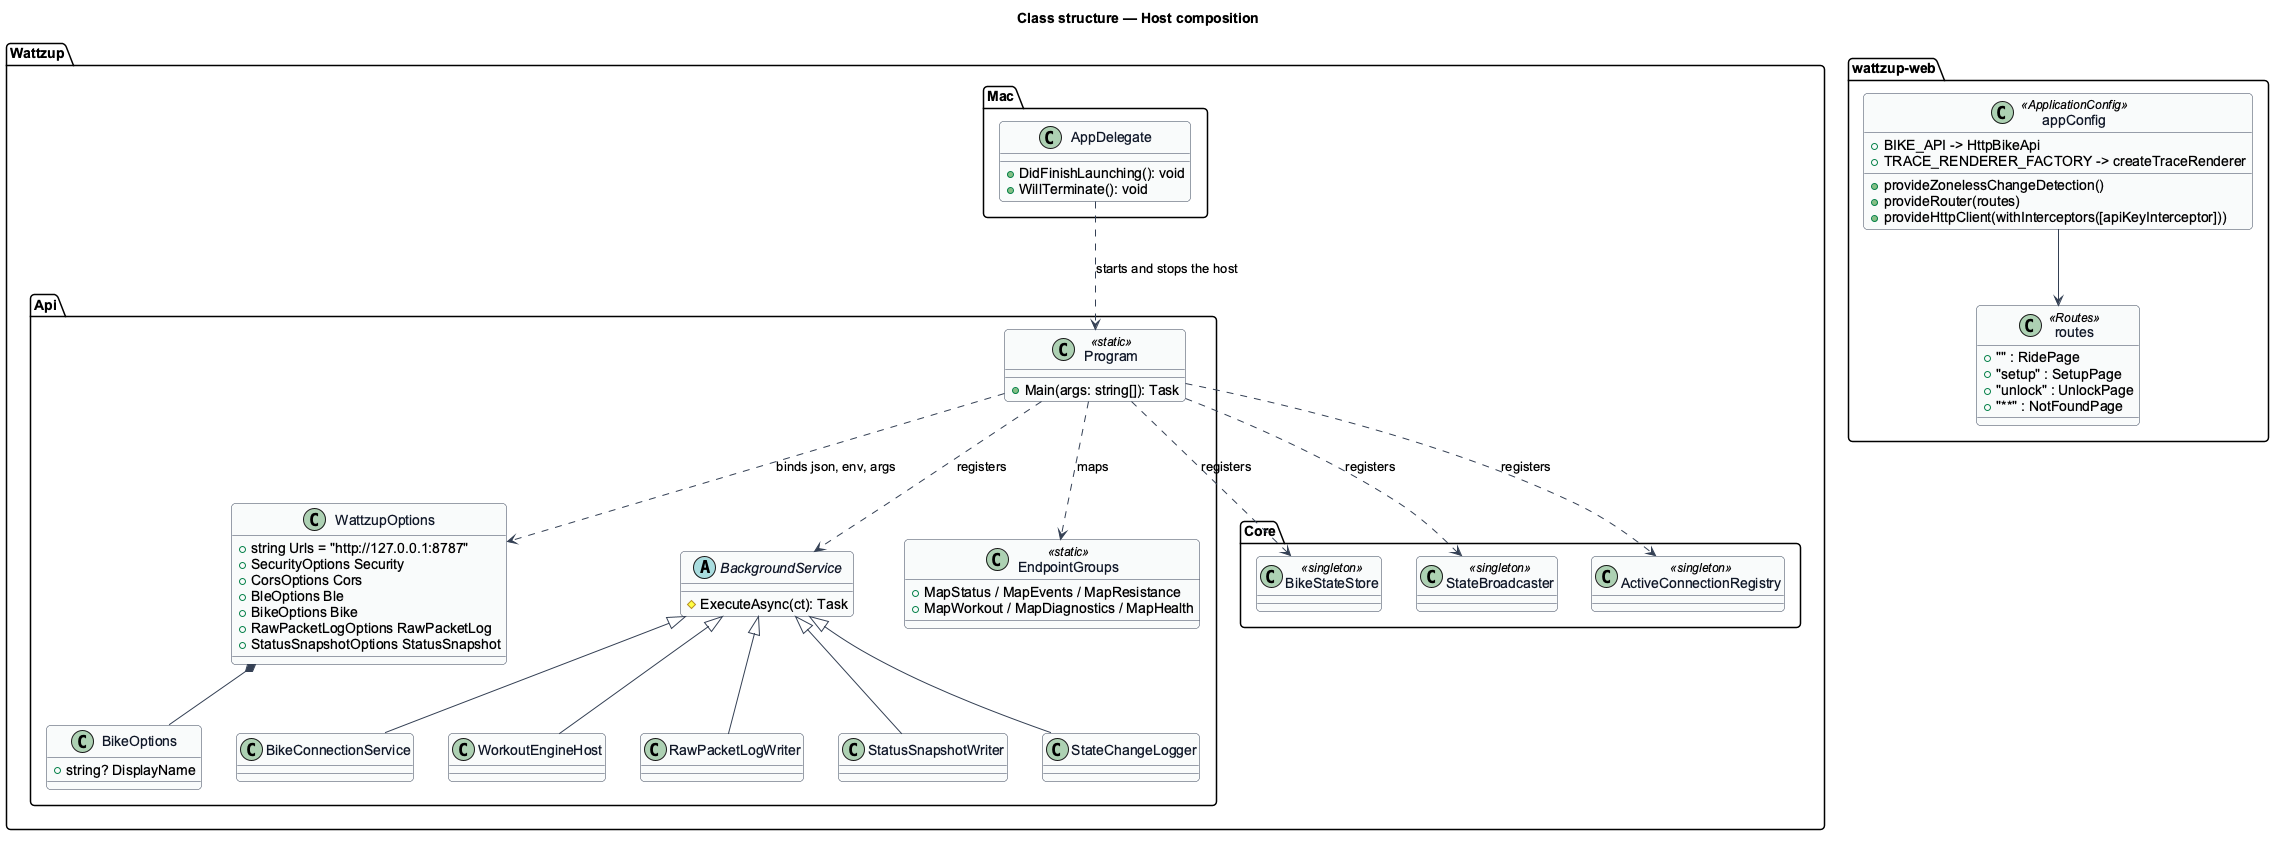 Class structure — Host composition
Wattzup
Mac
C AppDelegate
DidFinishLaunching(): void
WillTerminate(): void
starts and stops the host
Api
C «static»
Program
Main(args: string[]): Task
binds json, env, args
registers
maps
registers
registers
registers
C WattzupOptions
string Urls = "http://127.0.0.1:8787"
SecurityOptions Security
CorsOptions Cors
BleOptions Ble
BikeOptions Bike
RawPacketLogOptions RawPacketLog
StatusSnapshotOptions StatusSnapshot
A BackgroundService
ExecuteAsync(ct): Task
C «static»
EndpointGroups
MapStatus / MapEvents / MapResistance
MapWorkout / MapDiagnostics / MapHealth
Core
C «singleton»
BikeStateStore
C «singleton»
StateBroadcaster
C «singleton»
ActiveConnectionRegistry
C BikeOptions
string? DisplayName
C BikeConnectionService
C WorkoutEngineHost
C RawPacketLogWriter
C StatusSnapshotWriter
C StateChangeLogger
wattzup-web
C «ApplicationConfig»
appConfig
BIKE_API -> HttpBikeApi
TRACE_RENDERER_FACTORY -> createTraceRenderer
provideZonelessChangeDetection()
provideRouter(routes)
provideHttpClient(withInterceptors([apiKeyInterceptor]))
C «Routes»
routes
"" : RidePage
"setup" : SetupPage
"unlock" : UnlockPage
"**" : NotFoundPage